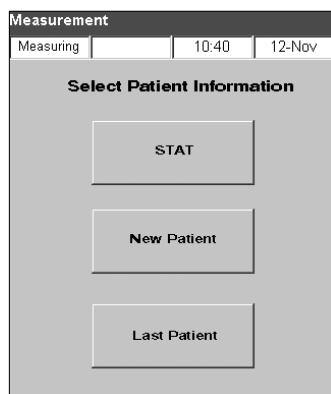 Measurement
Measuring 10:40 12-Nov
Select Patient Information
STAT
New Patient
Last Patient